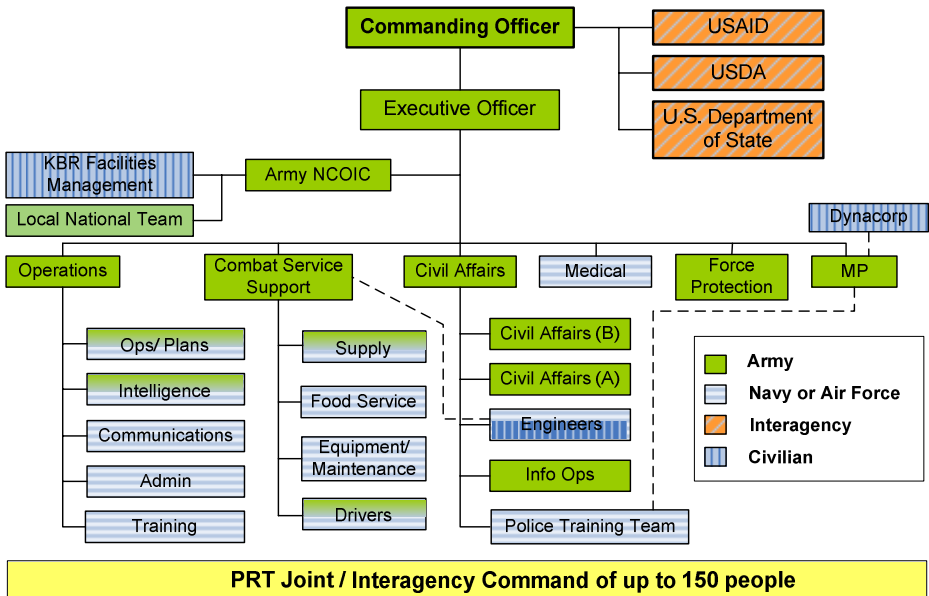 Commanding Officer
USAID
USDA
U.S. Department
of State
Executive Officer
KBR Facilities
Management
Army NCOIC
Local National Team
Dynacorp
Operations
Combat Service
Support
Civil Affairs
Medical
Force
Protection
MP
Ops/ Plans
Intelligence
Communications
Admin
Training
Supply
Food Service
Equipment/
Maintenance
Drivers
Civil Affairs (B)
Civil Affairs (A)
Engineers
Info Ops
Police Training Team
Army
Navy or Air Force
Interagency
Civilian
PRT Joint / Interagency Command of up to 150 people